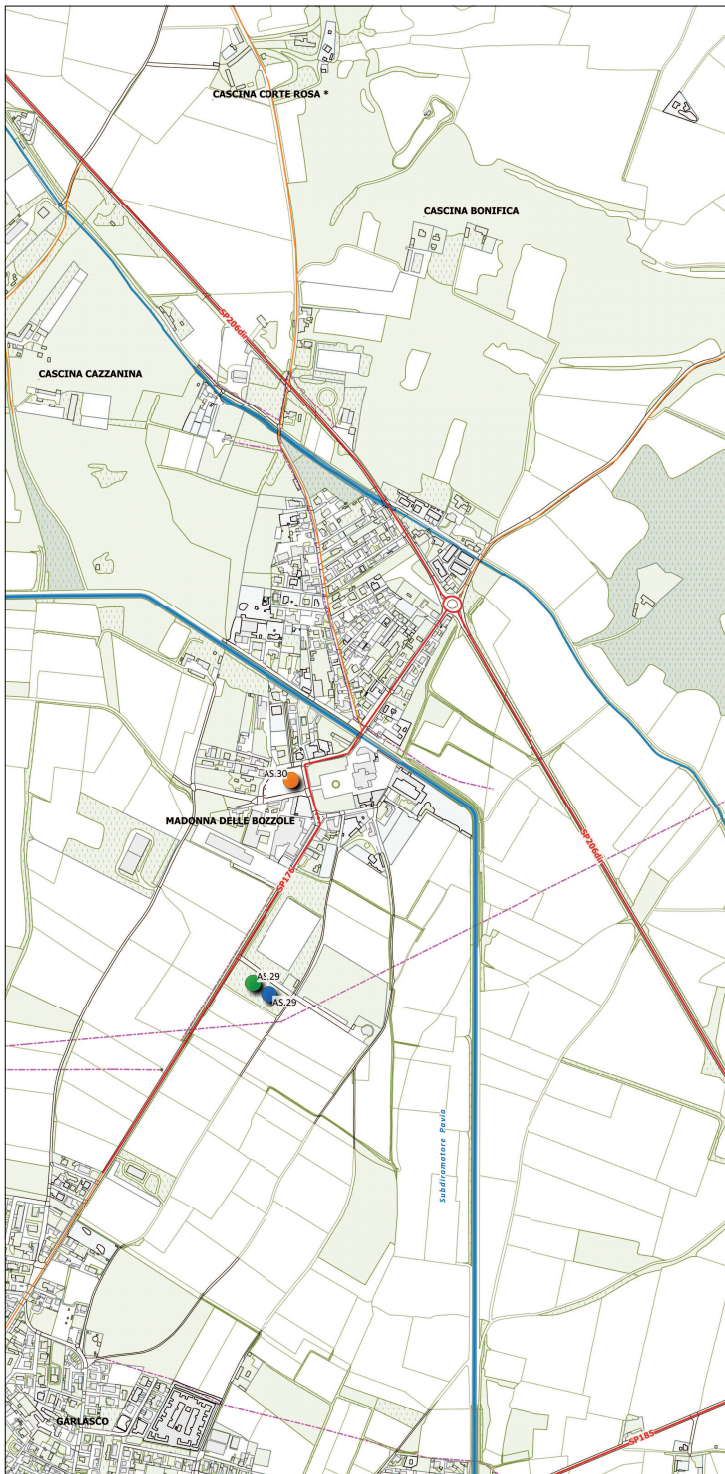 CASCINA CORTE ROSA *
CASCINA BONIFICA
SP206dir
CASCINA CAZZANINA
AS.30
MADONNA DELLE BOZZOLE
SP206dir
SP176
AS.29
AS.29
Subdiramatore Pavia
GARLASCO
SP185